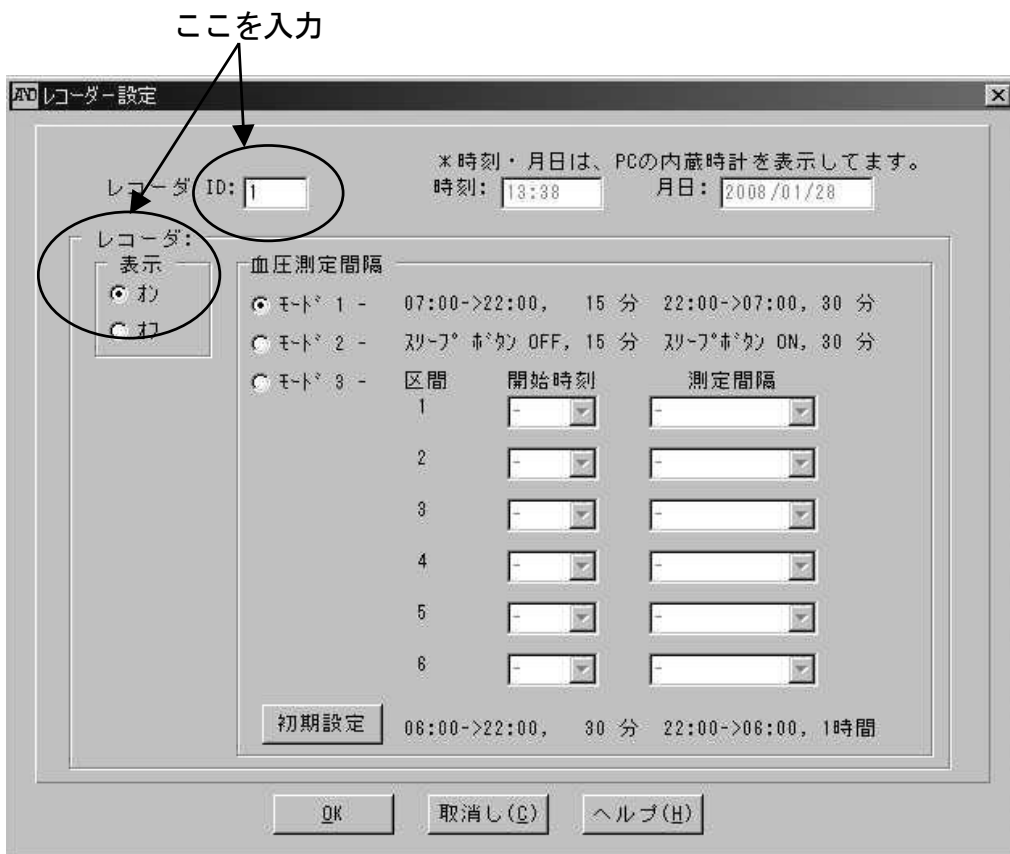 ここを入力
AND レコーダー設定
*時刻・月日は、PCの内蔵時計を表示してます。
レコーダ ID: 1 時刻: 13:38 月日: 2008/01/28
レコーダ:
表示
オン
オフ
血圧測定間隔
モード 1 - 07:00->22:00, 15 分 22:00->07:00, 30 分
モード 2 - スリープ ボタン OFF, 15 分 スリープボタン ON, 30 分
モード 3 - 区間 開始時刻 測定間隔
1 - -
2 - -
3 - -
4 - -
5 - -
6 - -
初期設定 06:00->22:00, 30 分 22:00->06:00, 1時間
OK 取消し(C) ヘルプ(H)